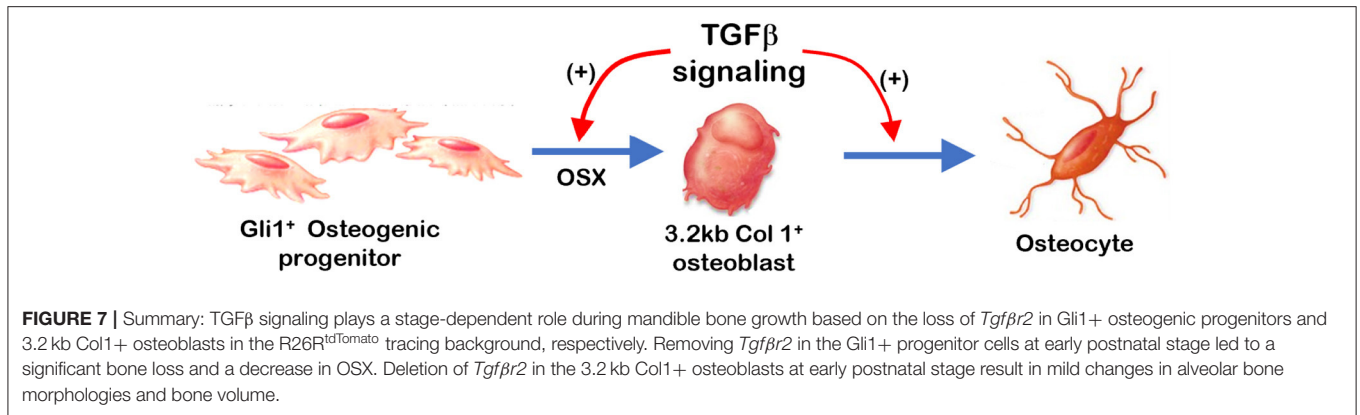 TGFβ
signaling
(+)
(+)
OSX
Gli1⁺ Osteogenic
progenitor
3.2kb Col 1⁺
osteoblast
Osteocyte
FIGURE 7 | Summary: TGFβ signaling plays a stage-dependent role during mandible bone growth based on the loss of Tgfβr2 in Gli1+ osteogenic progenitors and
3.2 kb Col1+ osteoblasts in the R26R^tdTomato tracing background, respectively. Removing Tgfβr2 in the Gli1+ progenitor cells at early postnatal stage led to a
significant bone loss and a decrease in OSX. Deletion of Tgfβr2 in the 3.2 kb Col1+ osteoblasts at early postnatal stage result in mild changes in alveolar bone
morphologies and bone volume.